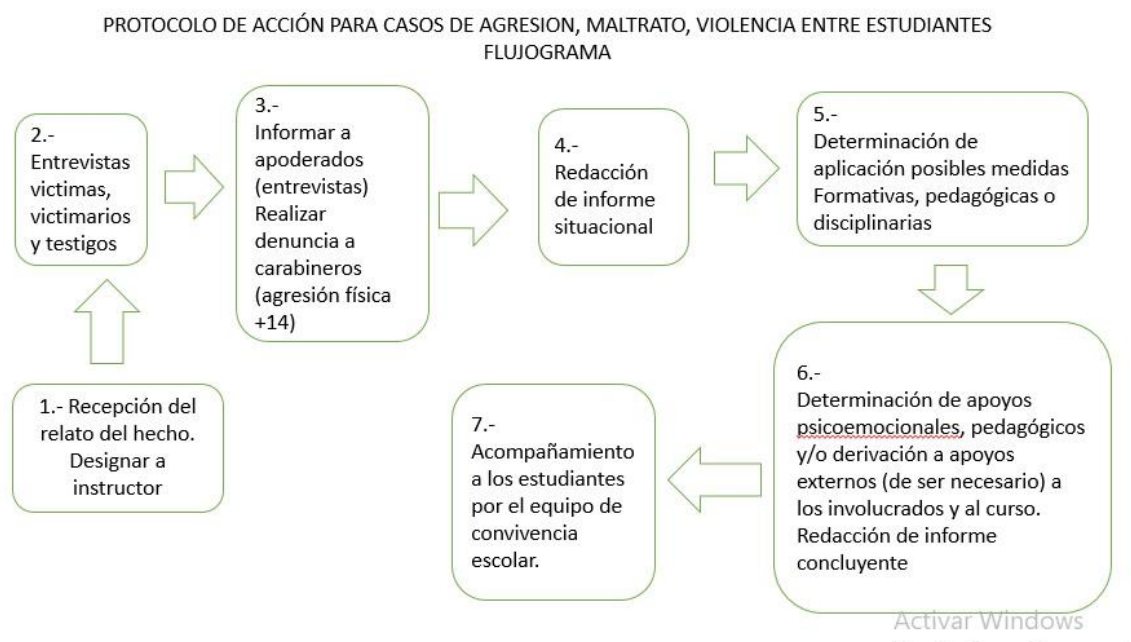 PROTOCOLO DE ACCIÓN PARA CASOS DE AGRESION, MALTRATO, VIOLENCIA ENTRE ESTUDIANTES
FLUJOGRAMA
1.- Recepción del
relato del hecho.
Designar a
instructor
2.-
Entrevistas
victimas,
victimarios
y testigos
3.-
Informar a
apoderados
(entrevistas)
Realizar
denuncia a
carabineros
(agresión física
+14)
4.-
Redacción
de informe
situacional
5.-
Determinación de
aplicación posibles medidas
Formativas, pedagógicas o
disciplinarias
6.-
Determinación de apoyos
psicoemocionales, pedagógicos
y/o derivación a apoyos
externos (de ser necesario) a
los involucrados y al curso.
Redacción de informe
concluyente
7.-
Acompañamiento
a los estudiantes
por el equipo de
convivencia
escolar.
Activar Windows